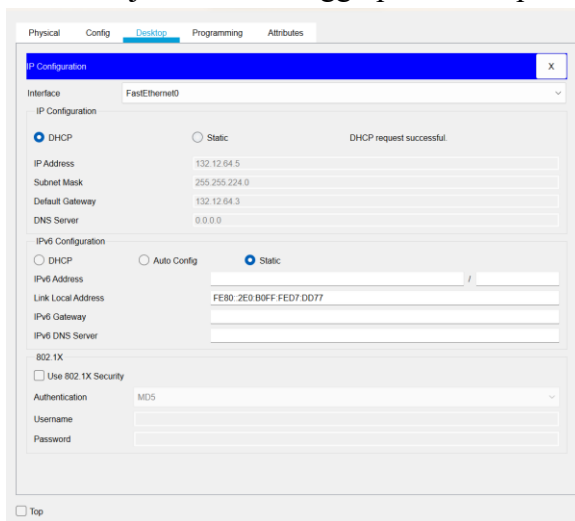 Physical Config Desktop Programming Attributes
IP Configuration X
Interface FastEthernet0
IP Configuration
DHCP Static DHCP request successful.
IP Address 132.12.64.5
Subnet Mask 255.255.224.0
Default Gateway 132.12.64.3
DNS Server 0.0.0.0
IPv6 Configuration
DHCP Auto Config Static
IPv6 Address /
Link Local Address FE80::2E0:B0FF:FED7:DD77
IPv6 Gateway
IPv6 DNS Server
802.1X
Use 802.1X Security
Authentication MD5
Username
Password
Top